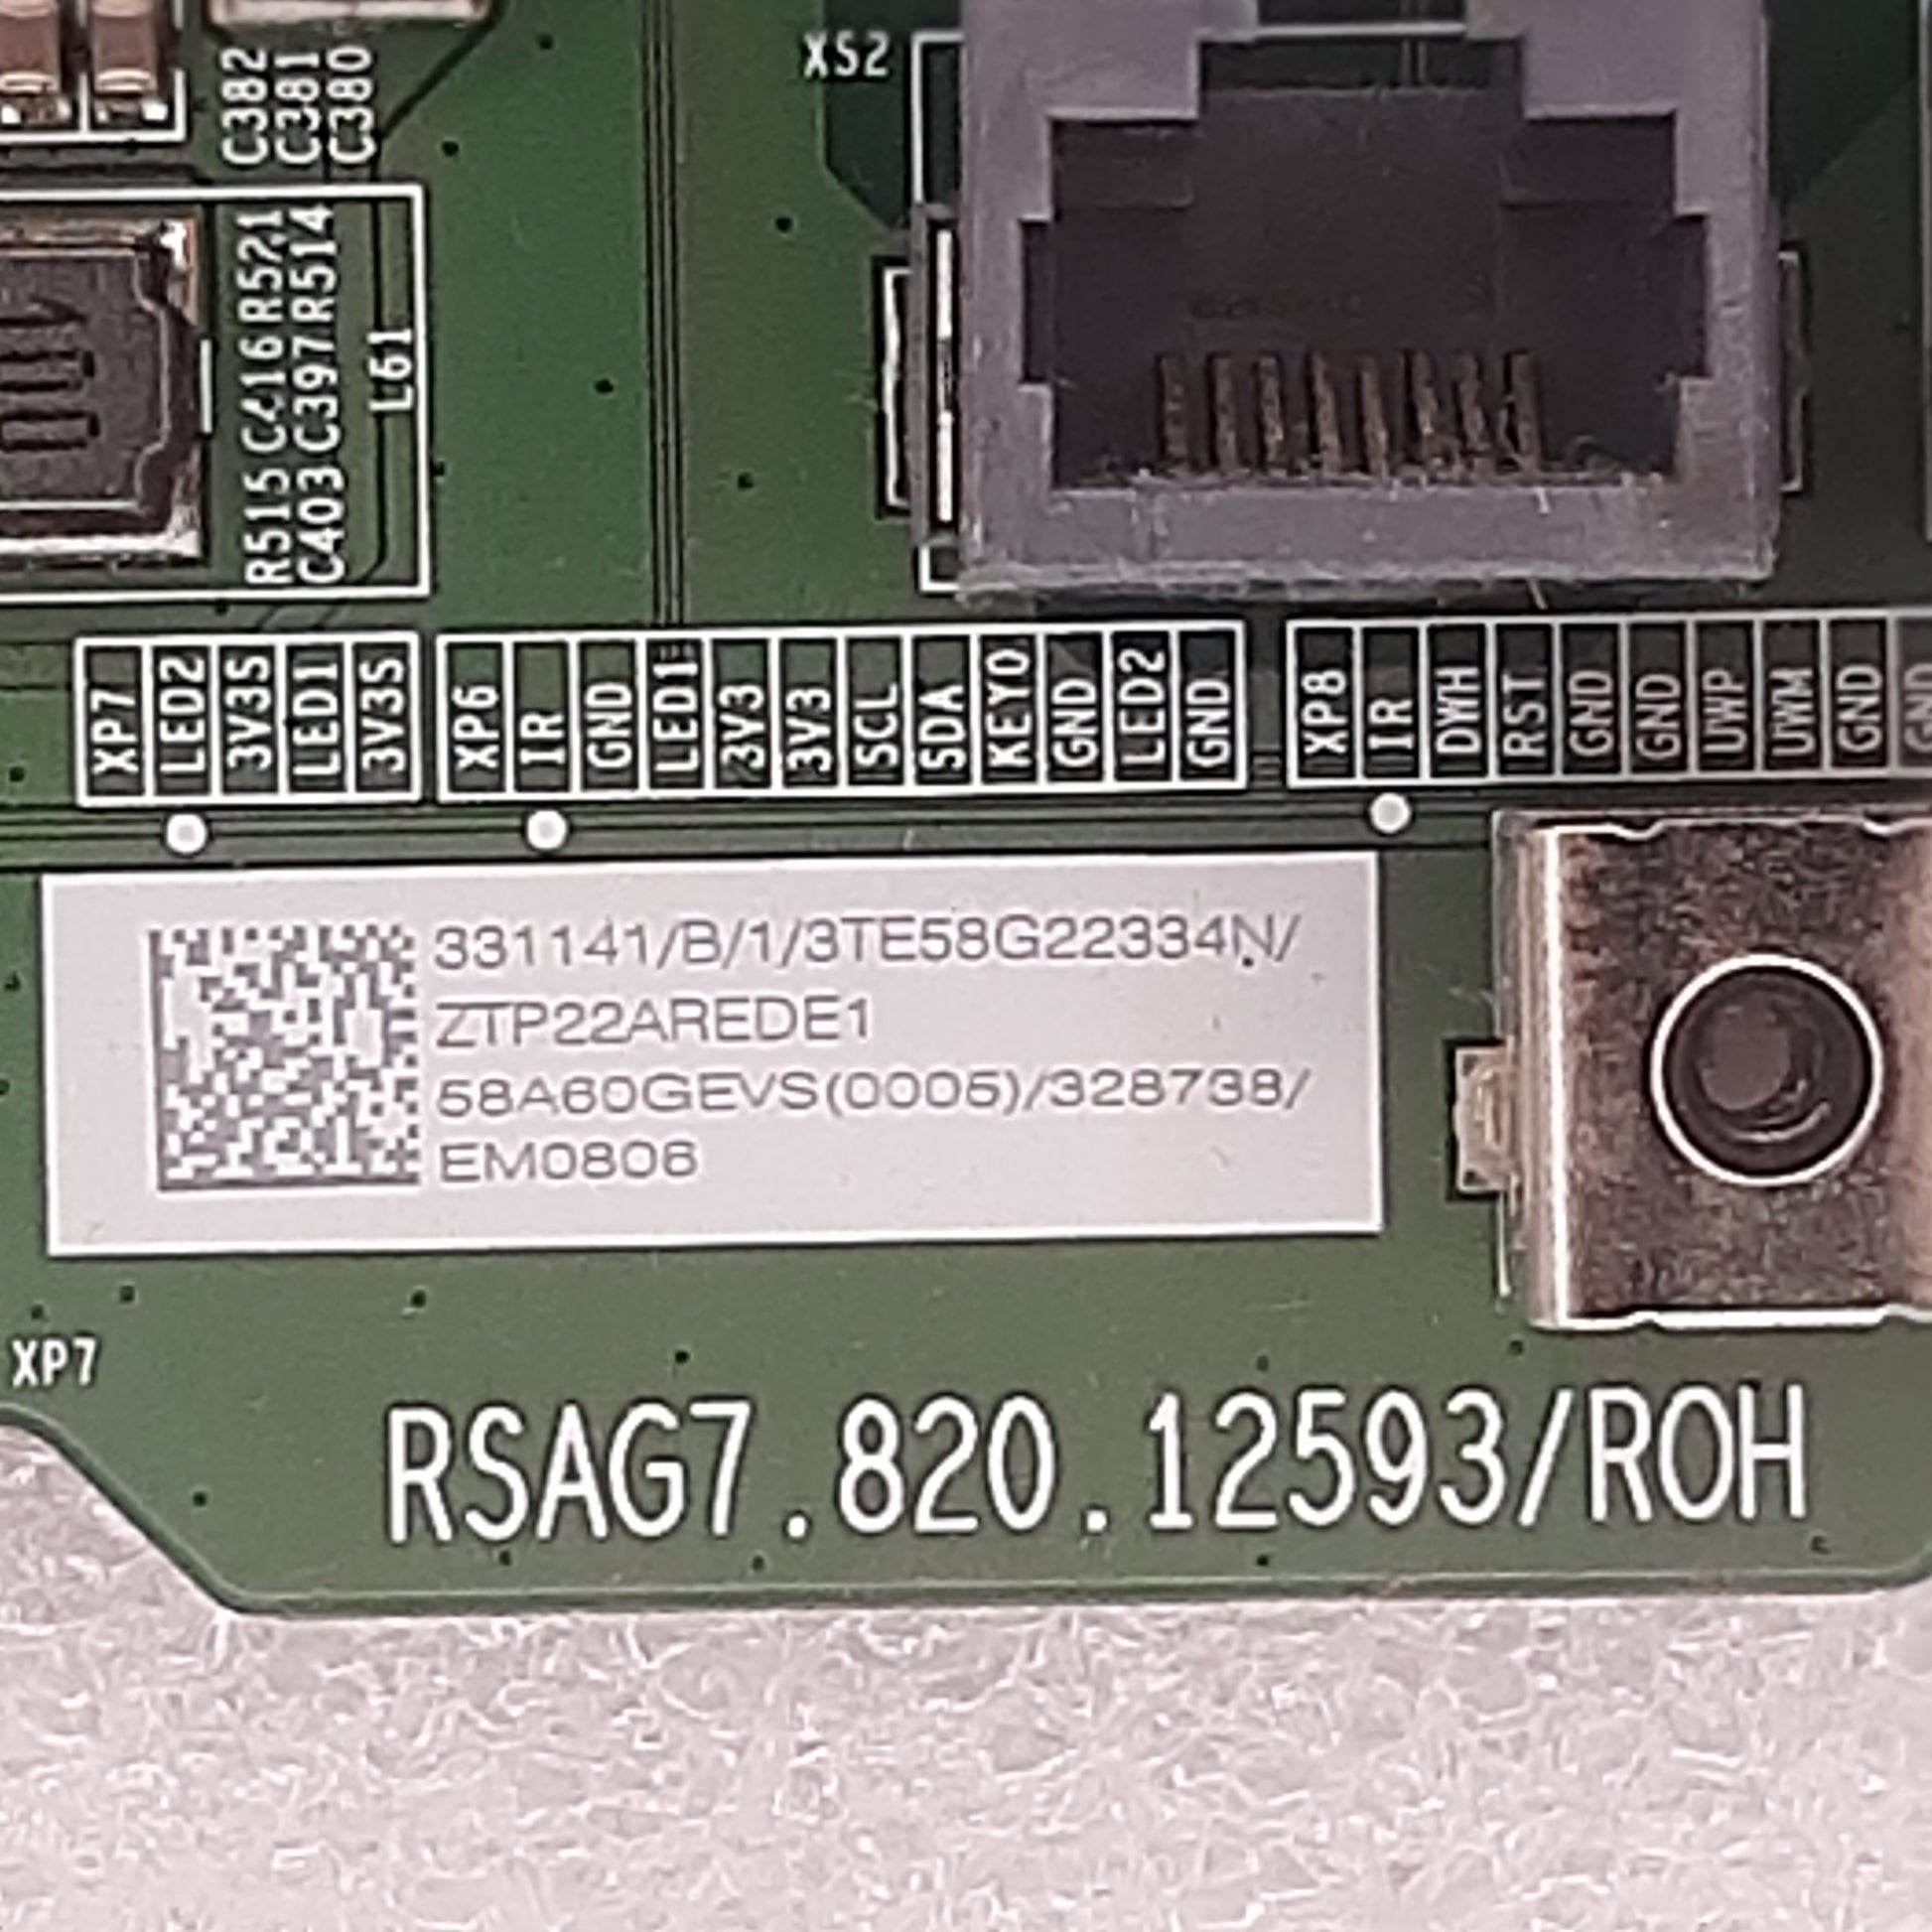 XS2
C382
C381
C380
R515 C416 R521
C403 C397 R514
L61
XP7 LED2 3V3S LED1 3V3S
XP6 IR GND LED1 3V3 3V3 SCL SDA KEY0 GND LED2 GND
XP8 IR DWH RST GND GND UWP UWM GND GND
331141/B/1/3TE58G22334N/
ZTP22AREDE1
58A60GEVS(0005)/328738/
EM0806
XP7
RSAG7.820.12593/ROH